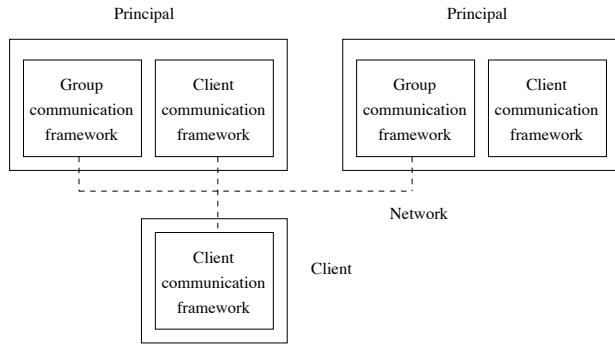 Principal
Principal
Group
communication
framework
Client
communication
framework
Group
communication
framework
Client
communication
framework
Network
Client
communication
framework
Client